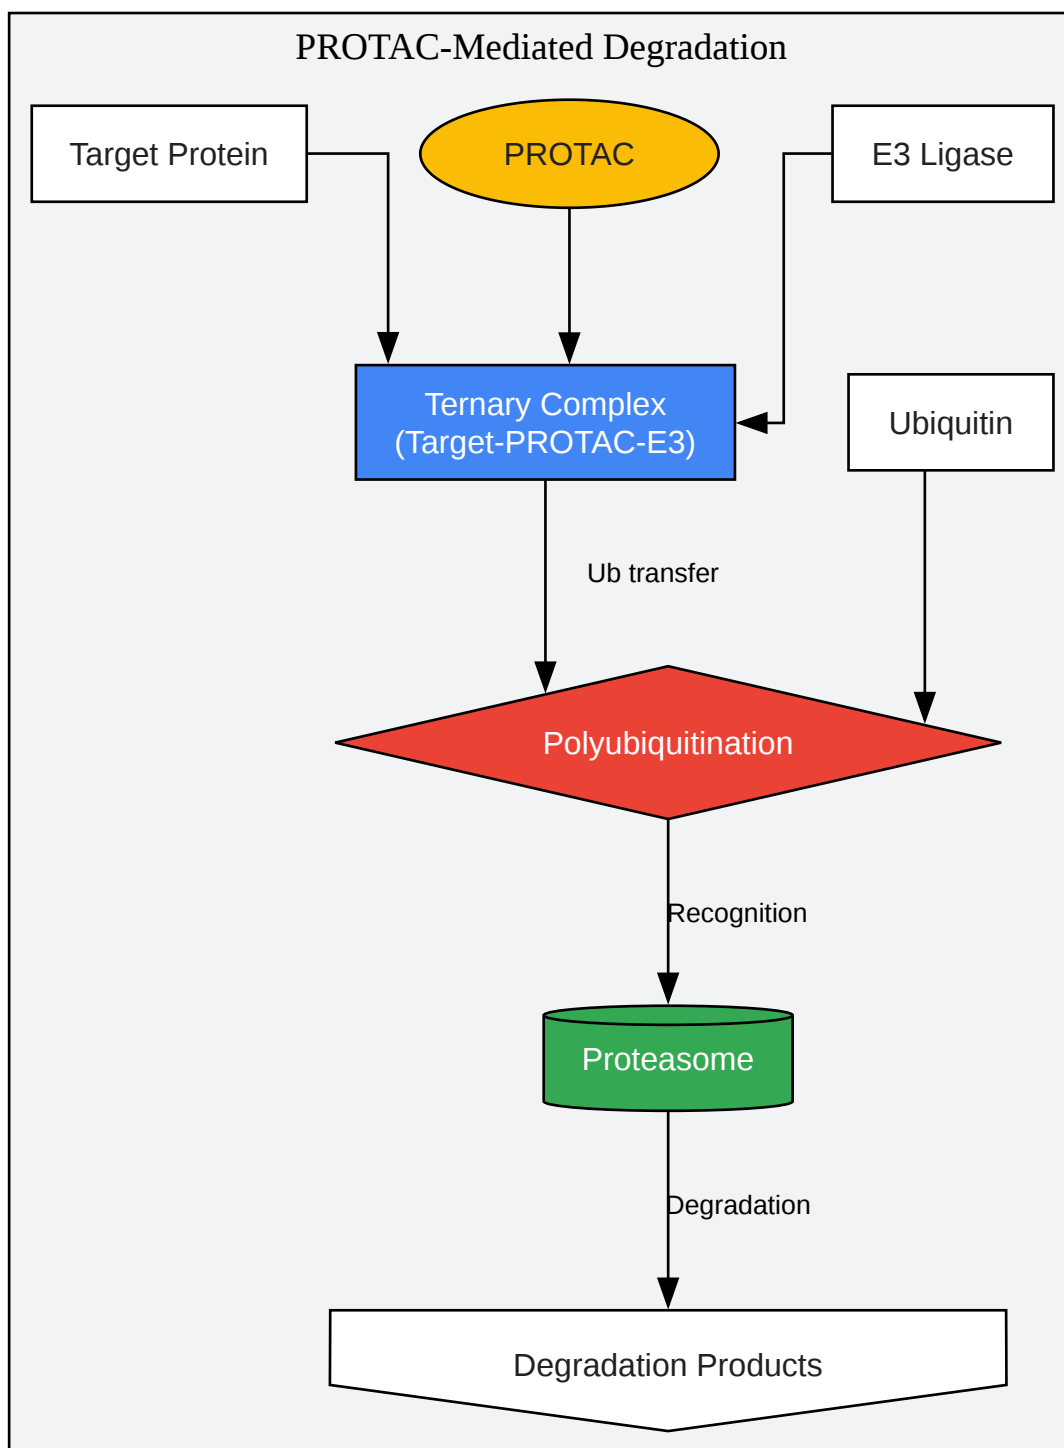 PROTAC-Mediated Degradation
Target Protein
PROTAC
E3 Ligase
Ternary Complex
(Target-PROTAC-E3)
Ubiquitin
Ub transfer
Polyubiquitination
Recognition
Proteasome
Degradation
Degradation Products